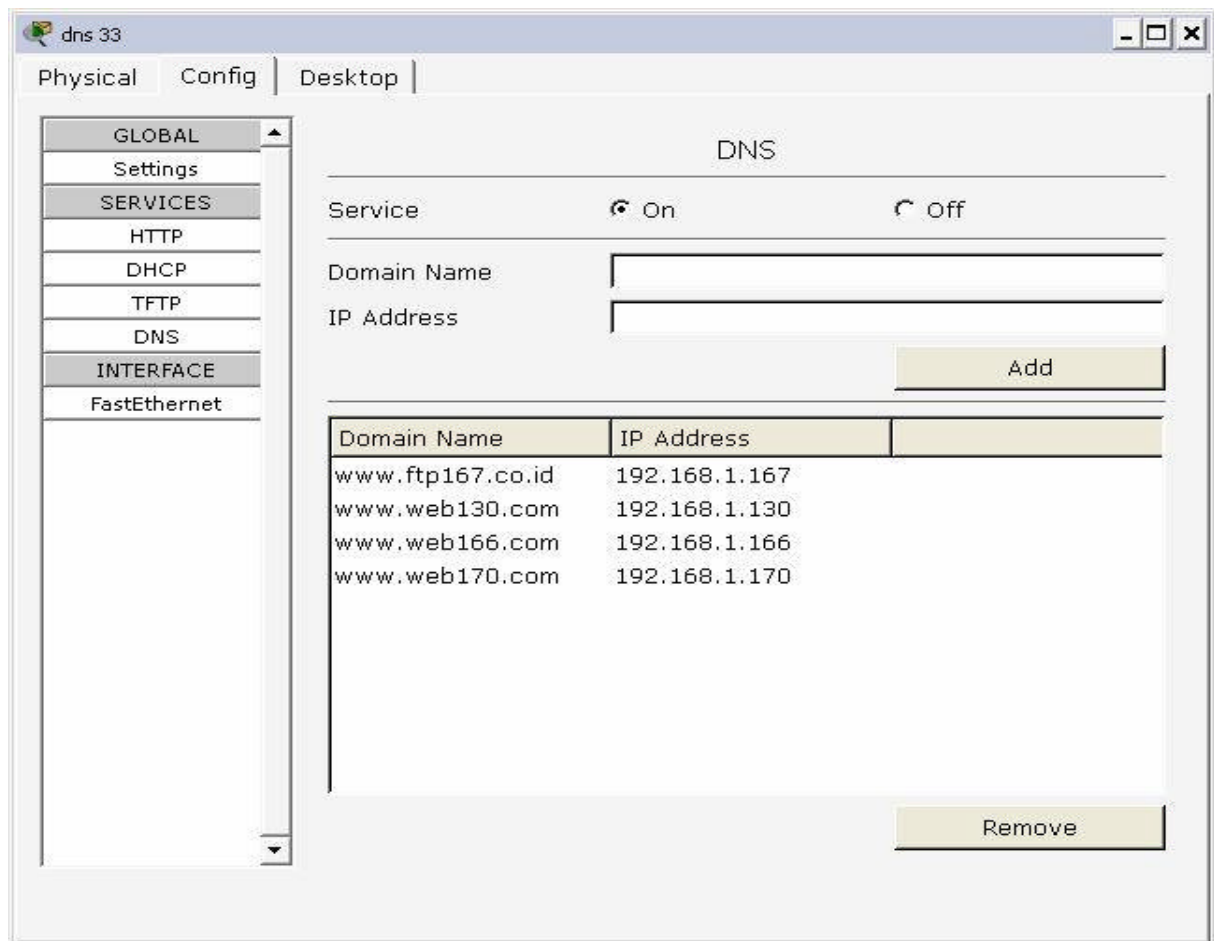 dns 33
Physical Config Desktop
GLOBAL
Settings
SERVICES
HTTP
DHCP
TFTP
DNS
INTERFACE
FastEthernet
DNS
Service On Off
Domain Name
IP Address
Add
Domain Name IP Address
www.ftp167.co.id 192.168.1.167
www.web130.com 192.168.1.130
www.web166.com 192.168.1.166
www.web170.com 192.168.1.170
Remove